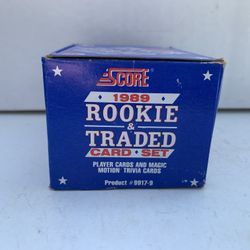 SCORE
1989
ROOKIE
&
TRADED
CARD • SET
PLAYER CARDS AND MAGIC
MOTION TRIVIA CARDS
Product #9917-9